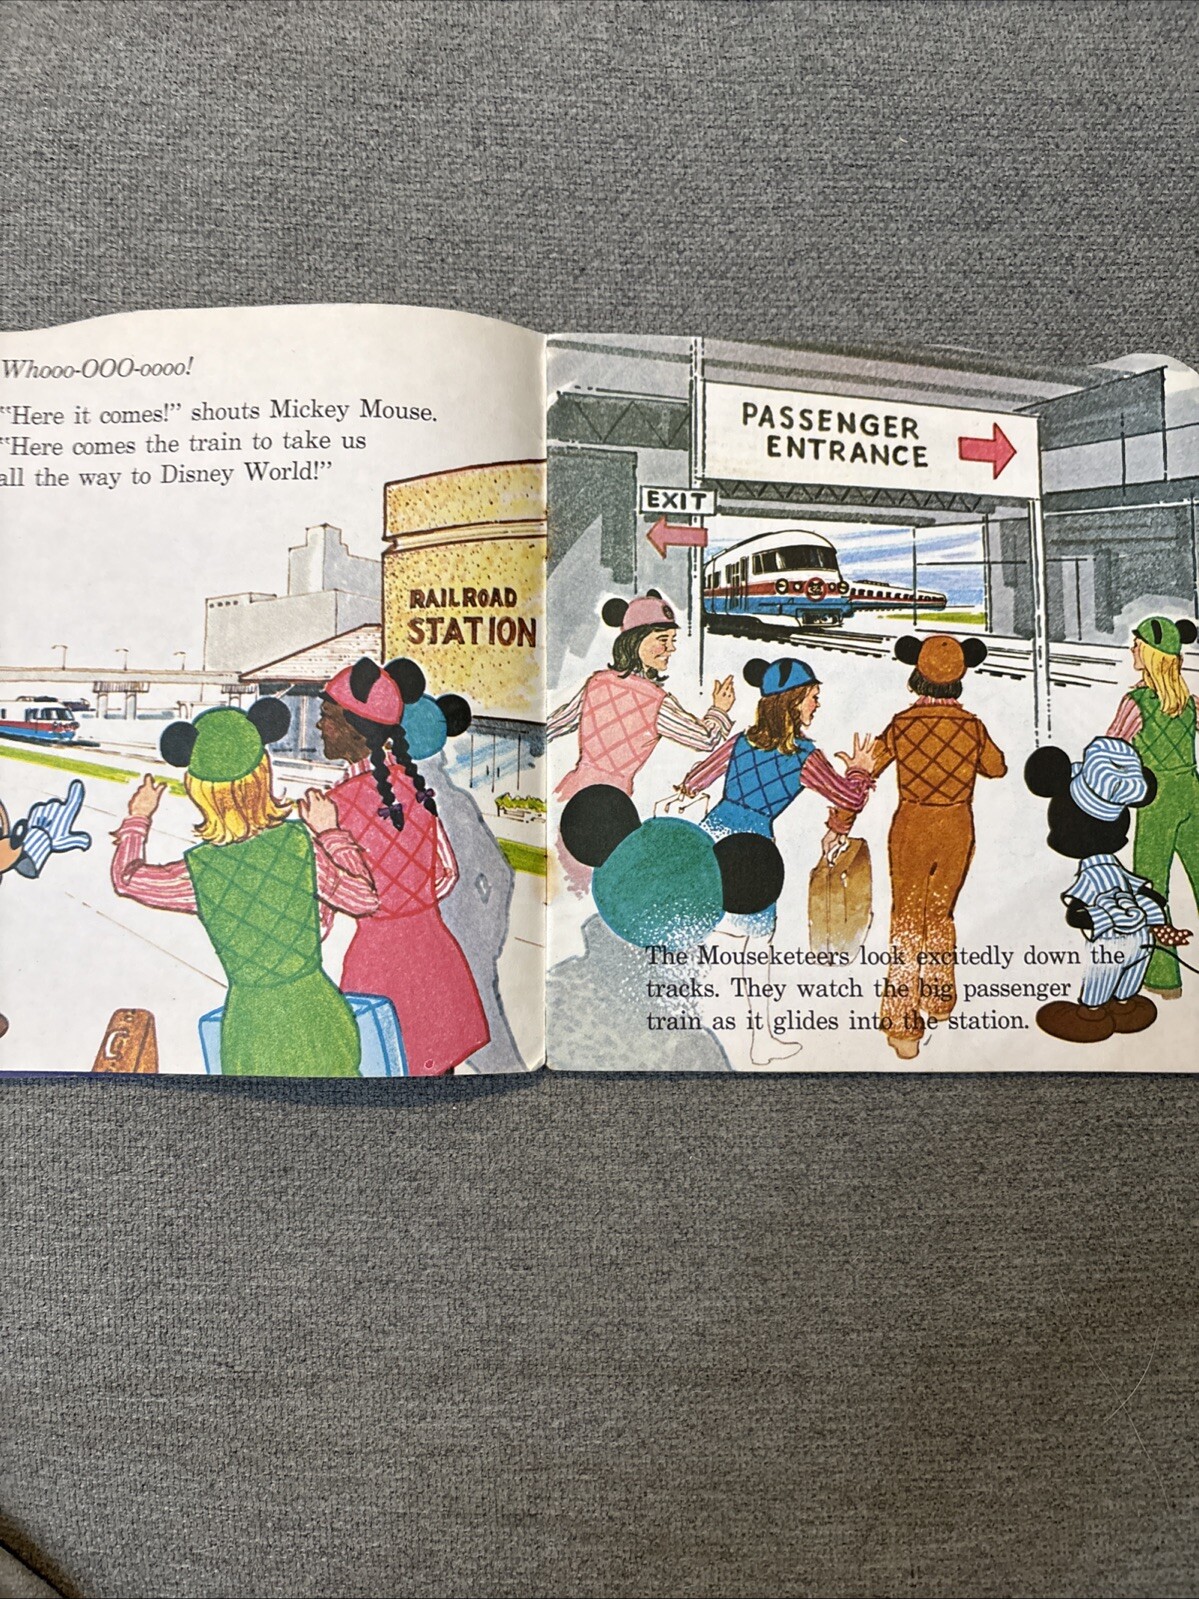 Whooo-OOO-oooo!
"Here it comes!" shouts Mickey Mouse.
"Here comes the train to take us
all the way to Disney World!"
RAILROAD
STATION
PASSENGER
ENTRANCE
EXIT
The Mouseketeers look excitedly down the
tracks. They watch the big passenger
train as it glides into the station.